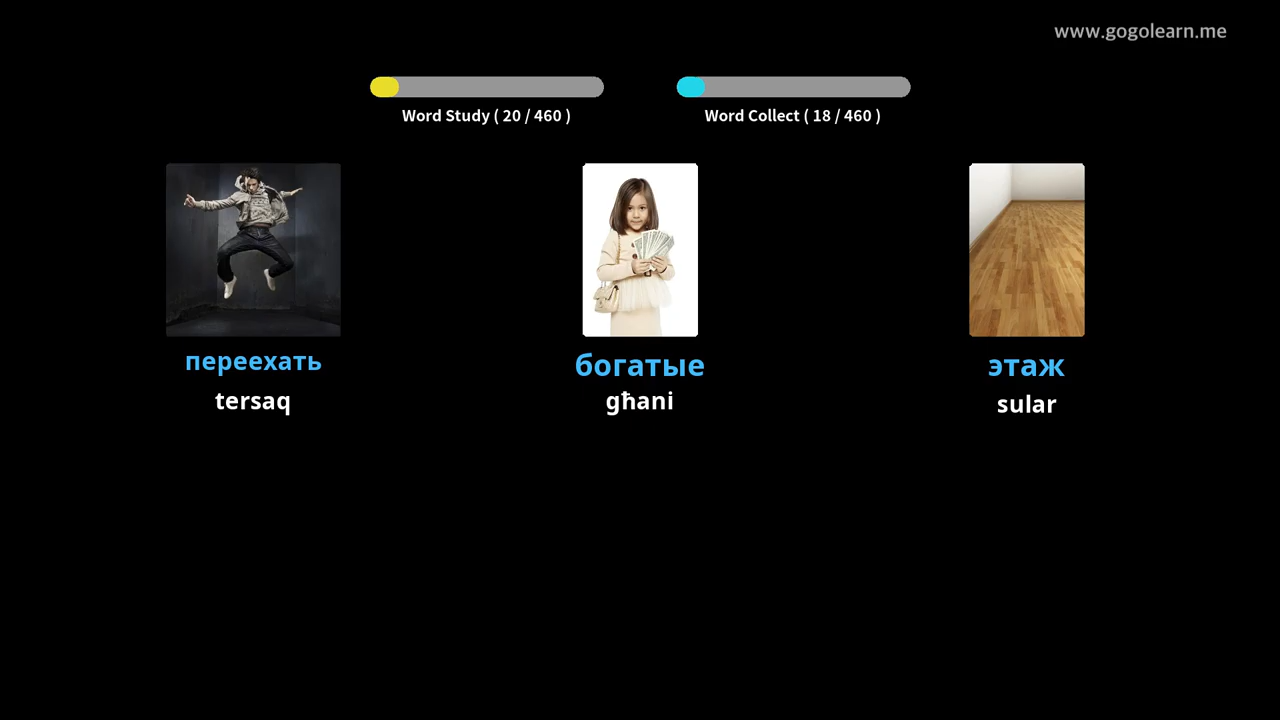 www.gogolearn.me
Word Study ( 20 / 460 )
Word Collect ( 18 / 460 )
переехать
богатые
этаж
tersaq
għani
sular